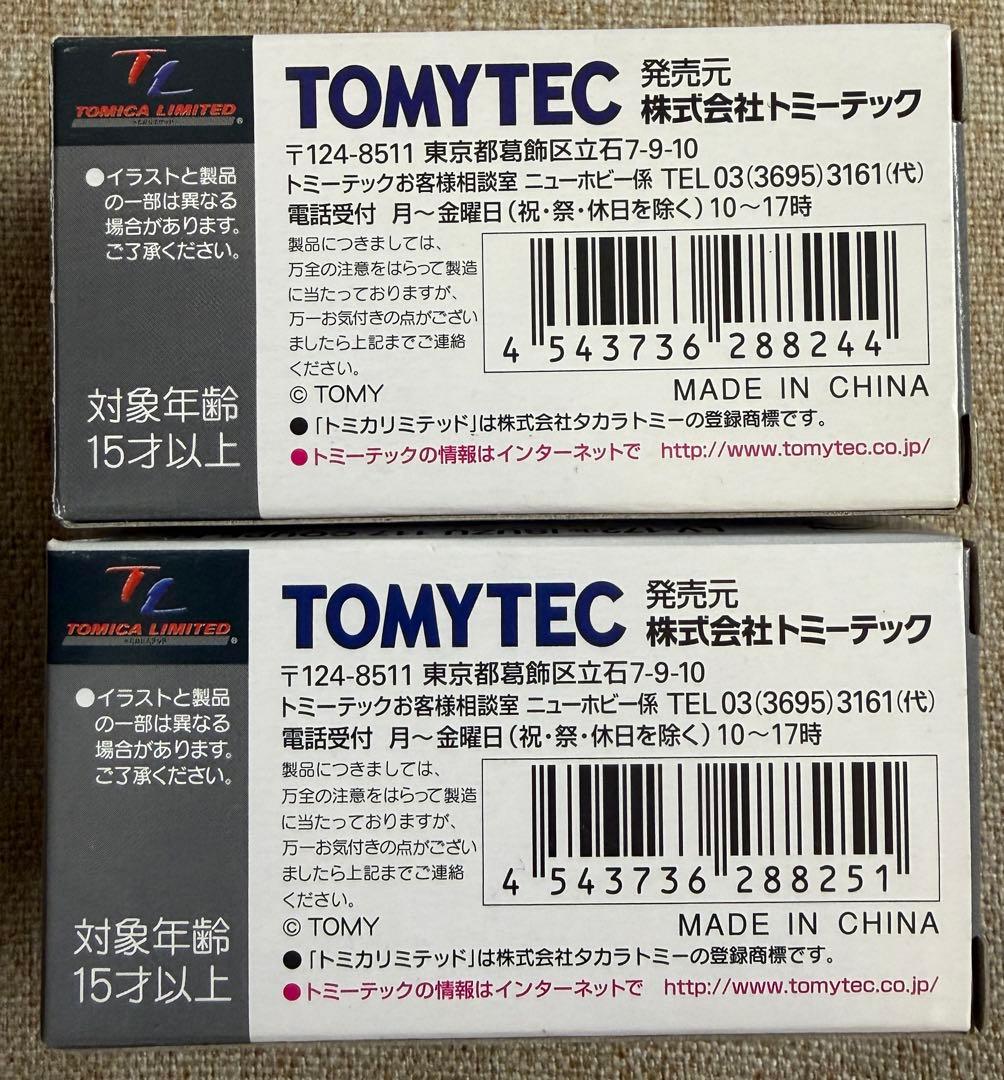 TL
TOMICA LIMITED
®
●イラストと製品
の一部は異なる
場合があります。
ご了承ください。
対象年齢
15才以上
TOMYTEC
発売元
株式会社トミーテック
〒124-8511 東京都葛飾区立石7-9-10
トミーテックお客様相談室 ニューホビー係 TEL 03(3695)3161(代)
電話受付 月〜金曜日(祝・祭・休日を除く)10〜17時
製品につきましては、
万全の注意をはらって製造
に当たっておりますが、
万一お気付きの点がござい
ましたら上記までご連絡
ください。
4 543736 288244
© TOMY
MADE IN CHINA
●「トミカリミテッド」は株式会社タカラトミーの登録商標です。
●トミーテックの情報はインターネットで http://www.tomytec.co.jp/
TL
TOMICA LIMITED
®
●イラストと製品
の一部は異なる
場合があります。
ご了承ください。
対象年齢
15才以上
TOMYTEC
発売元
株式会社トミーテック
〒124-8511 東京都葛飾区立石7-9-10
トミーテックお客様相談室 ニューホビー係 TEL 03(3695)3161(代)
電話受付 月〜金曜日(祝・祭・休日を除く)10〜17時
製品につきましては、
万全の注意をはらって製造
に当たっておりますが、
万一お気付きの点がござい
ましたら上記までご連絡
ください。
4 543736 288251
© TOMY
MADE IN CHINA
●「トミカリミテッド」は株式会社タカラトミーの登録商標です。
●トミーテックの情報はインターネットで http://www.tomytec.co.jp/